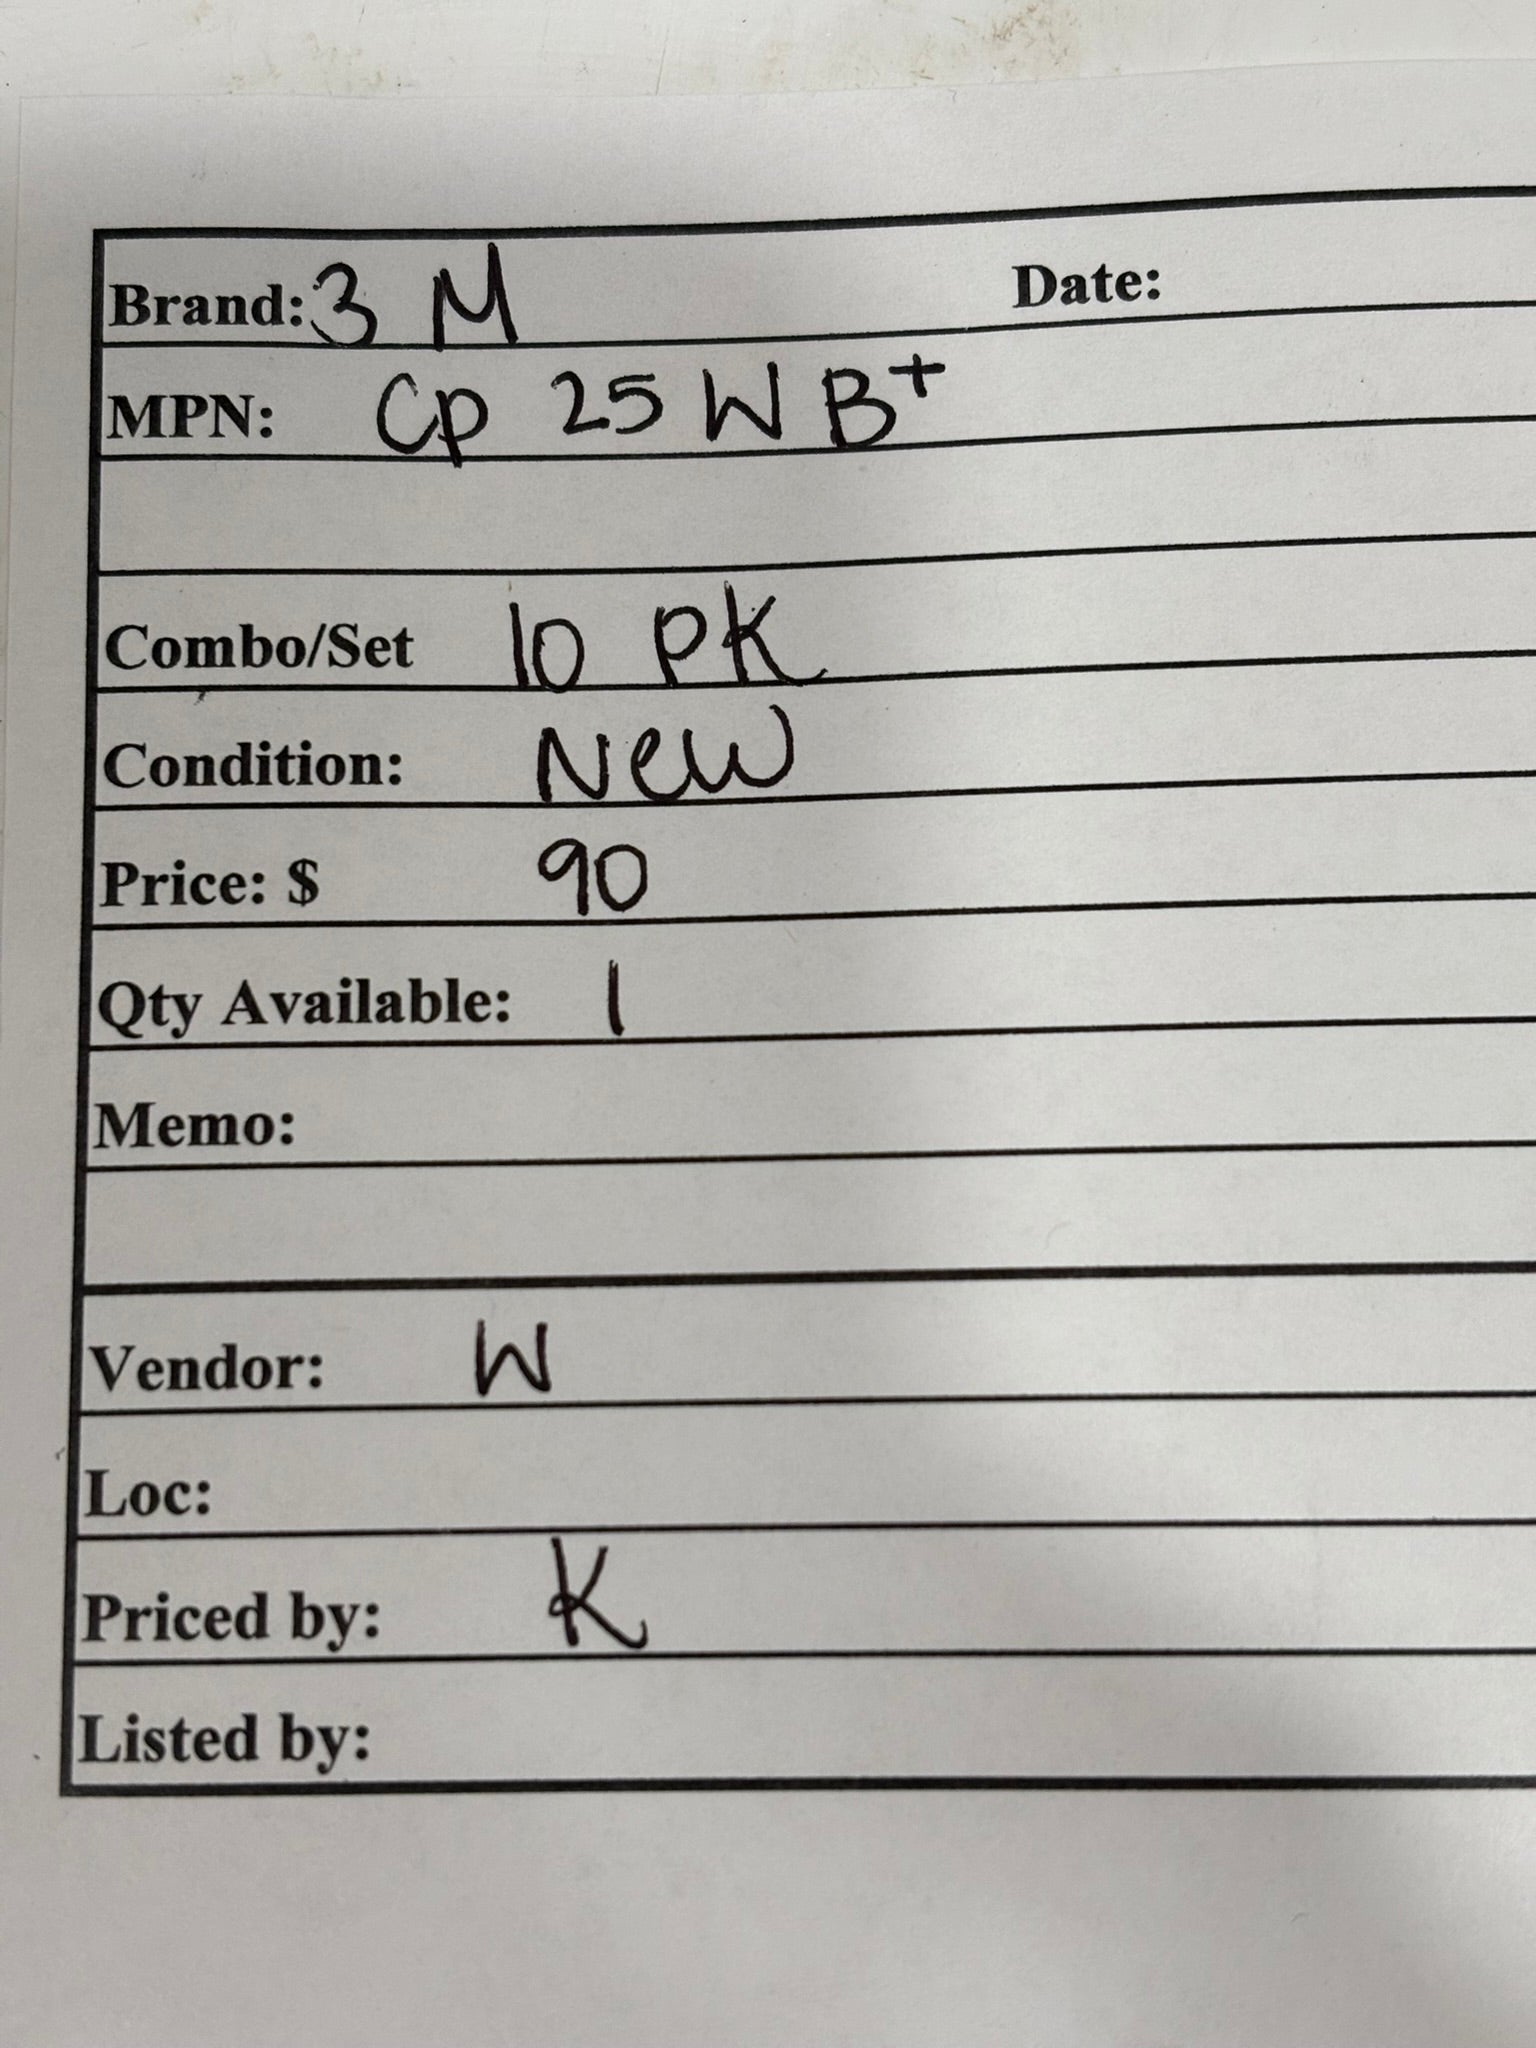 Brand: 3 M Date:
MPN: Cp 25 W B+
Combo/Set 10 PK
Condition: New
Price: $ 90
Qty Available: 1
Memo:
Vendor: W
Loc:
Priced by: K
Listed by: